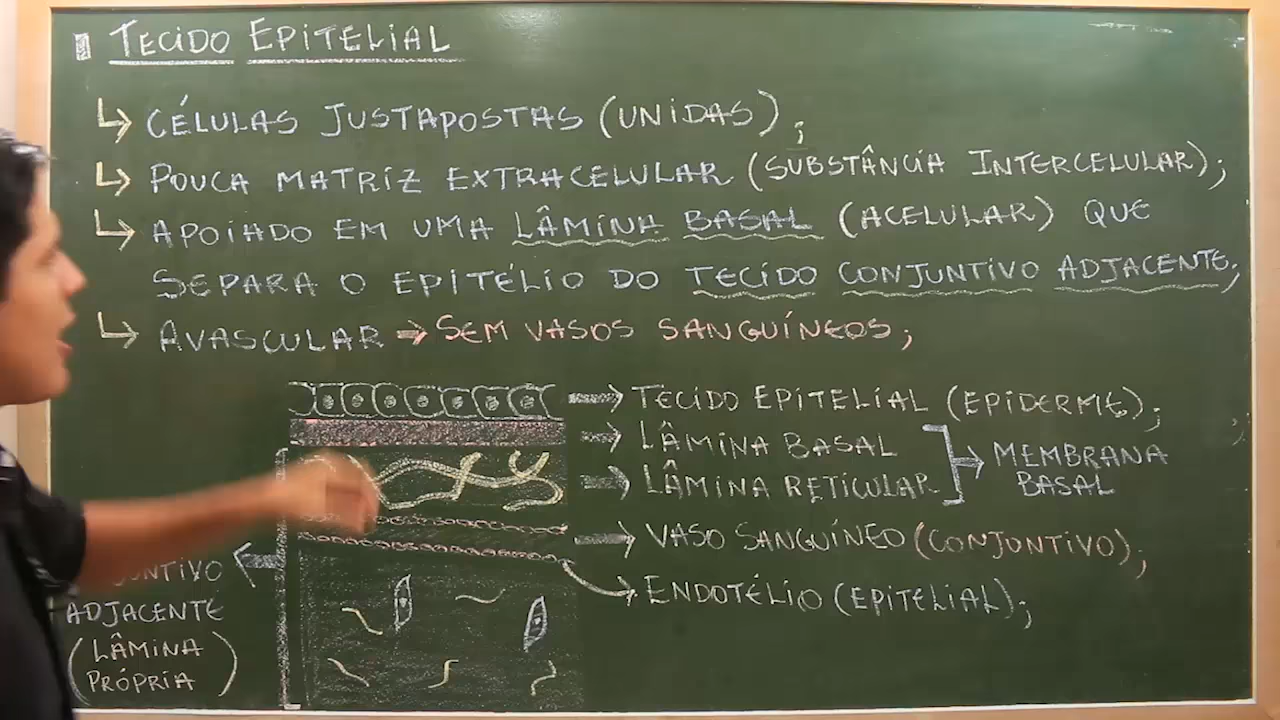 TECIDO EPITELIAL
CÉLULAS JUSTAPOSTAS (UNIDAS);
POUCA MATRIZ EXTRACELULAR (SUBSTÂNCIA INTERCELULAR);
APOIADO EM UMA LÂMINA BASAL (ACELULAR) QUE
SEPARA O EPITÉLIO DO TECIDO CONJUNTIVO ADJACENTE;
AVASCULAR → SEM VASOS SANGUÍNEOS;
TECIDO EPITELIAL (EPIDERME);
LÂMINA BASAL
LÂMINA RETICULAR
MEMBRANA
BASAL
VASO SANGUÍNEO (CONJONTIVO);
ENDOTÉLIO (EPITELIAL);
ADJACENTE
(LÂMINA
PRÓPRIA)